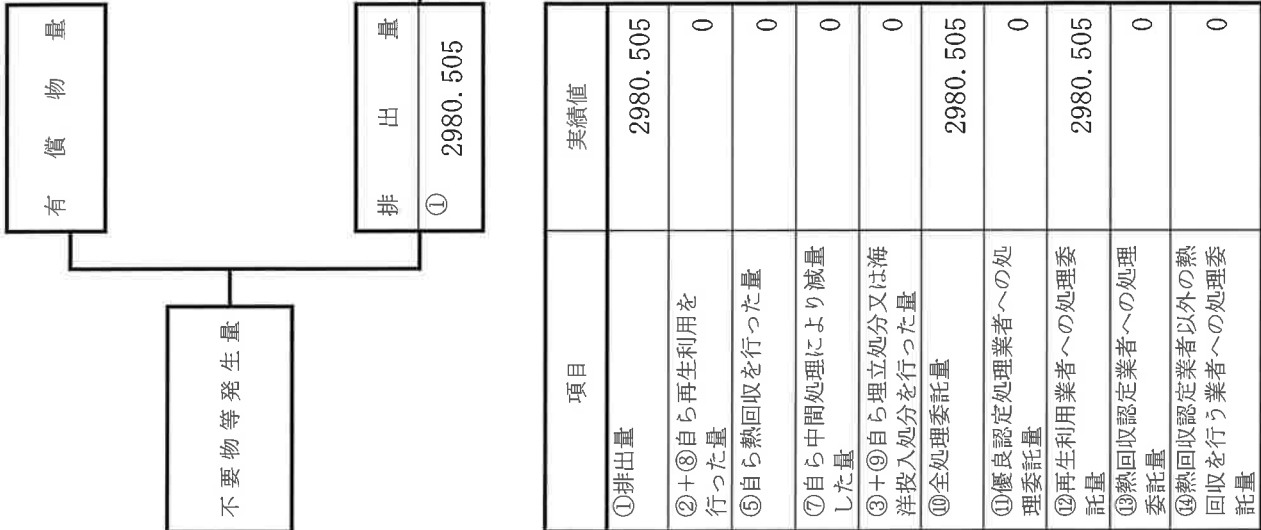 有償物量
不要物等発生量
排出量
① 2980.505
項目 実績値
①排出量 2980.505
②+⑧自ら再生利用を
行った量 0
⑤自ら熱回収を行った量 0
⑦自ら中間処理により減量
した量 0
③+⑨自ら埋立処分又は海
洋投入処分を行った量 0
⑩全処理委託量 2980.505
⑪優良認定処理業者への処
理委託量 0
⑫再生利用業者への処理委
託量 2980.505
⑬熱回収認定業者への処理
委託量 0
⑭熱回収認定業者以外の熱
回収を行う業者への処理委
託量 0